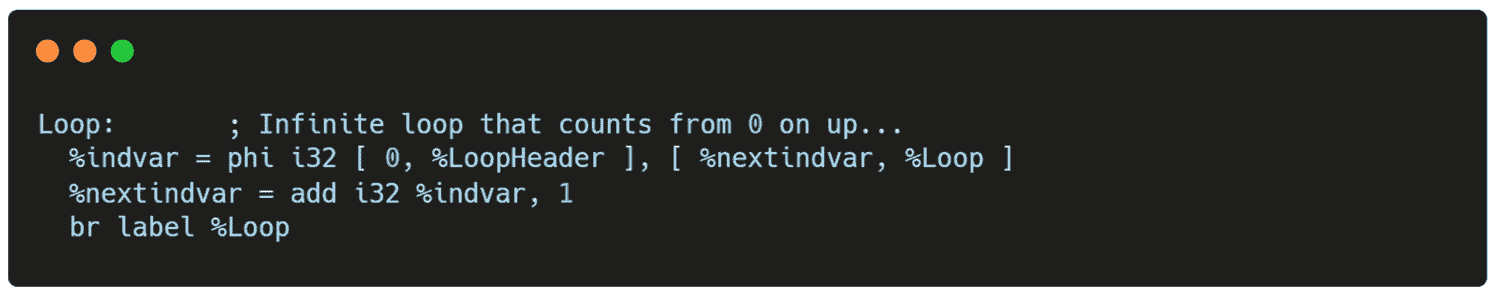 Loop:       ; Infinite loop that counts from 0 on up...
  %indvar = phi i32 [ 0, %LoopHeader ], [ %nextindvar, %Loop ]
  %nextindvar = add i32 %indvar, 1
  br label %Loop